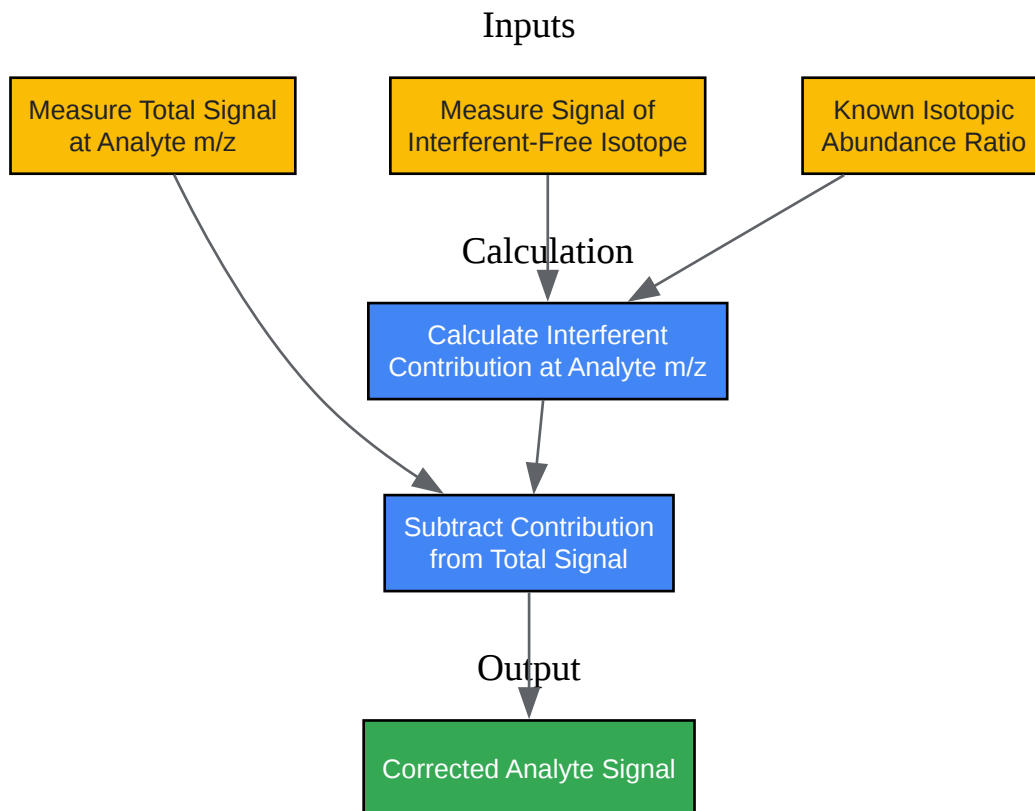 Inputs
Measure Total Signal
at Analyte m/z
Measure Signal of
Interferent-Free Isotope
Known Isotopic
Abundance Ratio
Calculation
Calculate Interferent
Contribution at Analyte m/z
Subtract Contribution
from Total Signal
Output
Corrected Analyte Signal